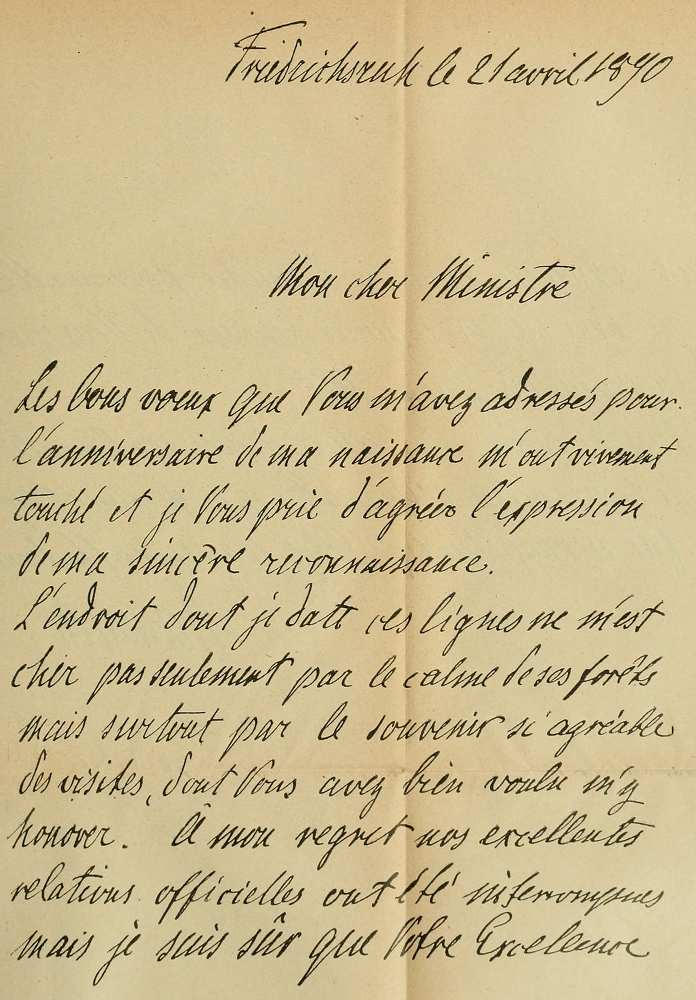 Friedrichsruh le 21 avril 1890
Mon cher Ministre
Les bons voeux que Vous m'avez adressés pour
l'anniversaire de ma naissance m'ont vivement
touché et je Vous prie d'agréer l'expression
de ma sincère reconnaissance.
L'endroit dont je date ces lignes ne m'est
cher pas seulement par le calme de ses forêts
mais surtout par le souvenir si agréable
des visites, dont Vous avez bien voulu m'y
honorer. À mon regret nos excellentes
relations officielles ont été interrompues
mais je suis sûr que Votre Excellence